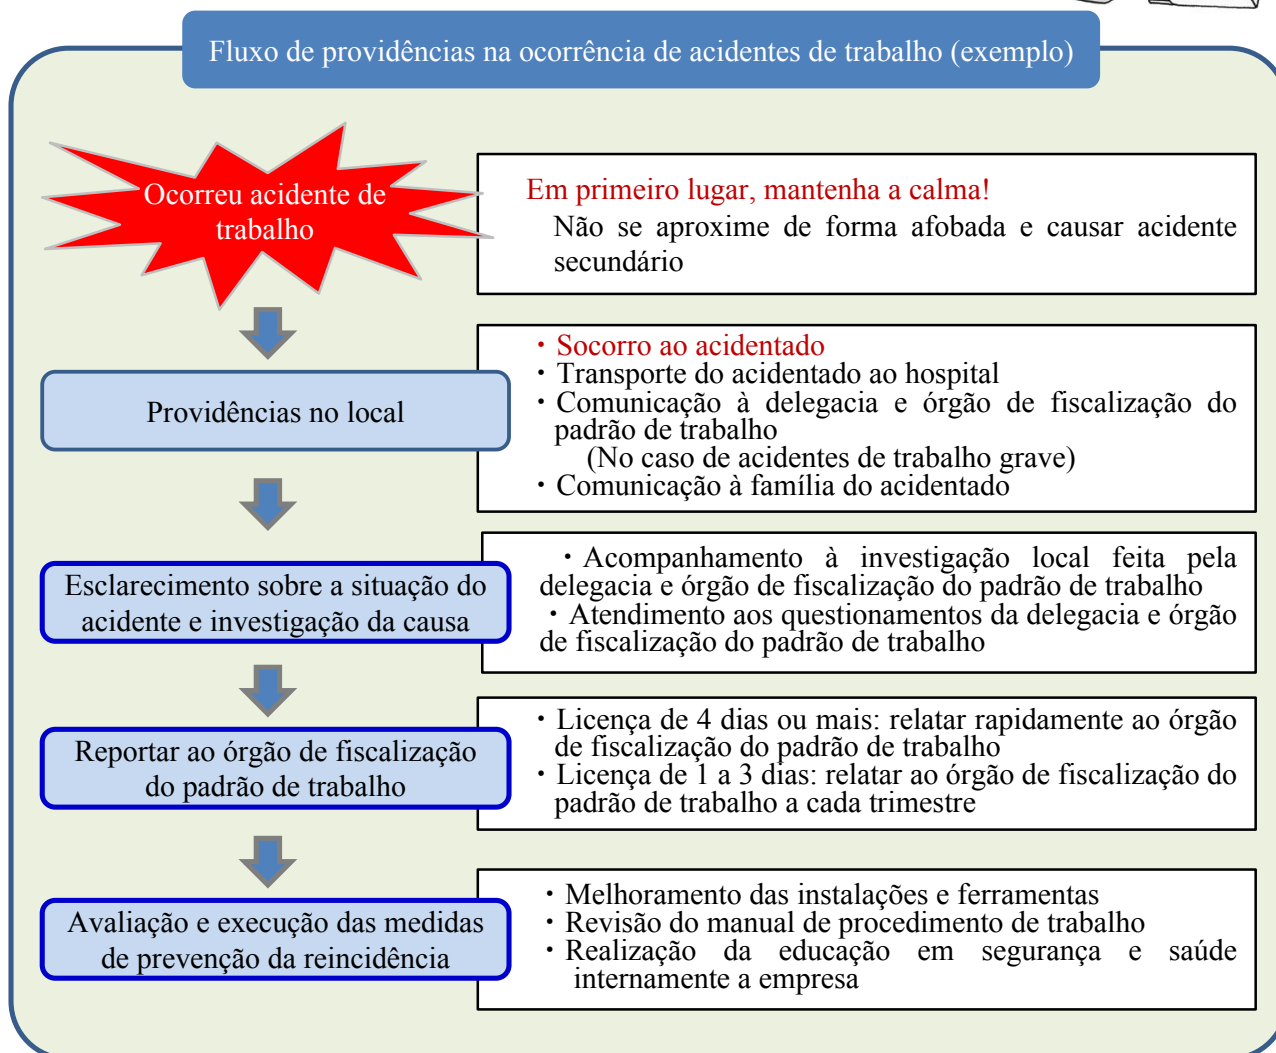 Fluxo de providências na ocorrência de acidentes de trabalho (exemplo)
Ocorreu acidente de
trabalho
Em primeiro lugar, mantenha a calma!
Não se aproxime de forma afobada e causar acidente
secundário
Providências no local
・Socorro ao acidentado
・Transporte do acidentado ao hospital
・Comunicação à delegacia e órgão de fiscalização do
padrão de trabalho
(No caso de acidentes de trabalho grave)
・Comunicação à família do acidentado
Esclarecimento sobre a situação do
acidente e investigação da causa
・Acompanhamento à investigação local feita pela
delegacia e órgão de fiscalização do padrão de trabalho
・Atendimento aos questionamentos da delegacia e órgão
de fiscalização do padrão de trabalho
Reportar ao órgão de fiscalização
do padrão de trabalho
・Licença de 4 dias ou mais: relatar rapidamente ao órgão
de fiscalização do padrão de trabalho
・Licença de 1 a 3 dias: relatar ao órgão de fiscalização do
padrão de trabalho a cada trimestre
Avaliação e execução das medidas
de prevenção da reincidência
・Melhoramento das instalações e ferramentas
・Revisão do manual de procedimento de trabalho
・Realização da educação em segurança e saúde
internamente a empresa